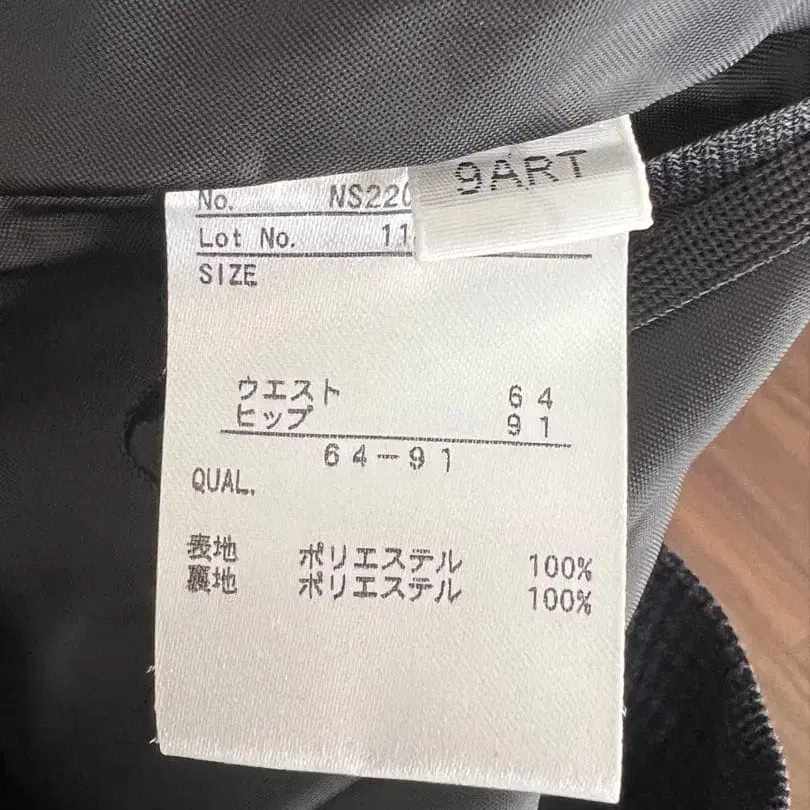 9ART
No. NS220
Lot No. 11
SIZE
ウエスト 64
ヒップ 91
64-91
QUAL.
表地 ポリエステル 100%
裏地 ポリエステル 100%